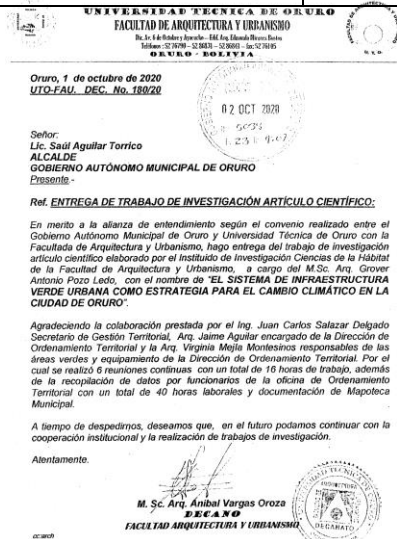 UNIVERSIDAD TECNICA DE ORURO
FACULTAD DE ARQUITECTURA Y URBANISMO
ORURO - BOLIVIA
Oruro, 1 de octubre de 2020
UTO-FAU. DEC. No. 180/20
02 OCT 2020
Señor:
Lic. Saúl Aguilar Torrico
ALCALDE
GOBIERNO AUTÓNOMO MUNICIPAL DE ORURO
Presente.-
Ref. ENTREGA DE TRABAJO DE INVESTIGACIÓN ARTÍCULO CIENTÍFICO:
En merito a la alianza de entendimiento según el convenio realizado entre el
Gobierno Autónomo Municipal de Oruro y Universidad Técnica de Oruro con la
Facultada de Arquitectura y Urbanismo, hago entrega del trabajo de investigación
artículo científico elaborado por el Instituido de Investigación Ciencias de la Hábitat
de la Facultad de Arquitectura y Urbanismo, a cargo del M.Sc. Arq. Grover
Antonio Pozo Ledo, con el nombre de "EL SISTEMA DE INFRAESTRUCTURA
VERDE URBANA COMO ESTRATEGIA PARA EL CAMBIO CLIMÁTICO EN LA
CIUDAD DE ORURO".
Agradeciendo la colaboración prestada por el Ing. Juan Carlos Salazar Delgado
Secretario de Gestión Territorial, Arq. Jaime Aguilar encargado de la Dirección de
Ordenamiento Territorial y la Arq. Virginia Mejía Montesinos responsables de las
áreas verdes y equipamiento de la Dirección de Ordenamiento Territorial. Por el
cual se realizó 6 reuniones continuas con un total de 16 horas de trabajo, además
de la recopilación de datos por funcionarios de la oficina de Ordenamiento
Territorial con un total de 40 horas laborales y documentación de Mapoteca
Municipal.
A tiempo de despedirnos, deseamos que, en el futuro podamos continuar con la
cooperación institucional y la realización de trabajos de investigación.
Atentamente.
M. Sc. Arq. Anibal Vargas Oroza
DECANO
FACULTAD ARQUITECTURA Y URBANISMO
DECANATO
cc:arch